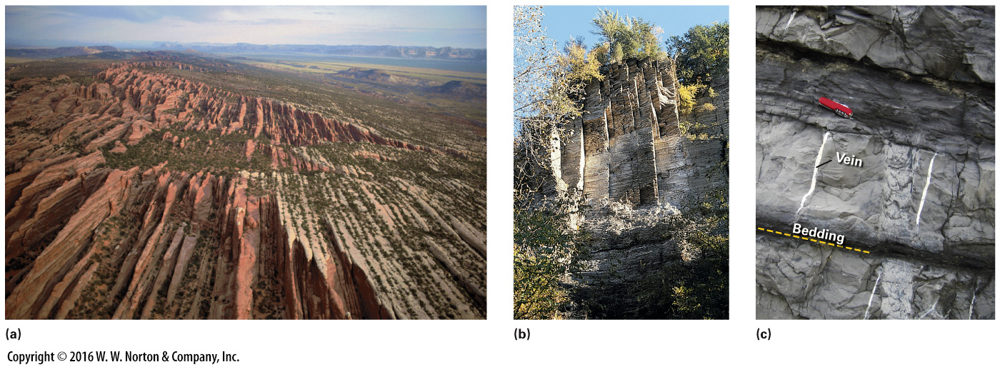 Vein
Bedding
(a)
(b)
(c)
Copyright © 2016 W. W. Norton & Company, Inc.